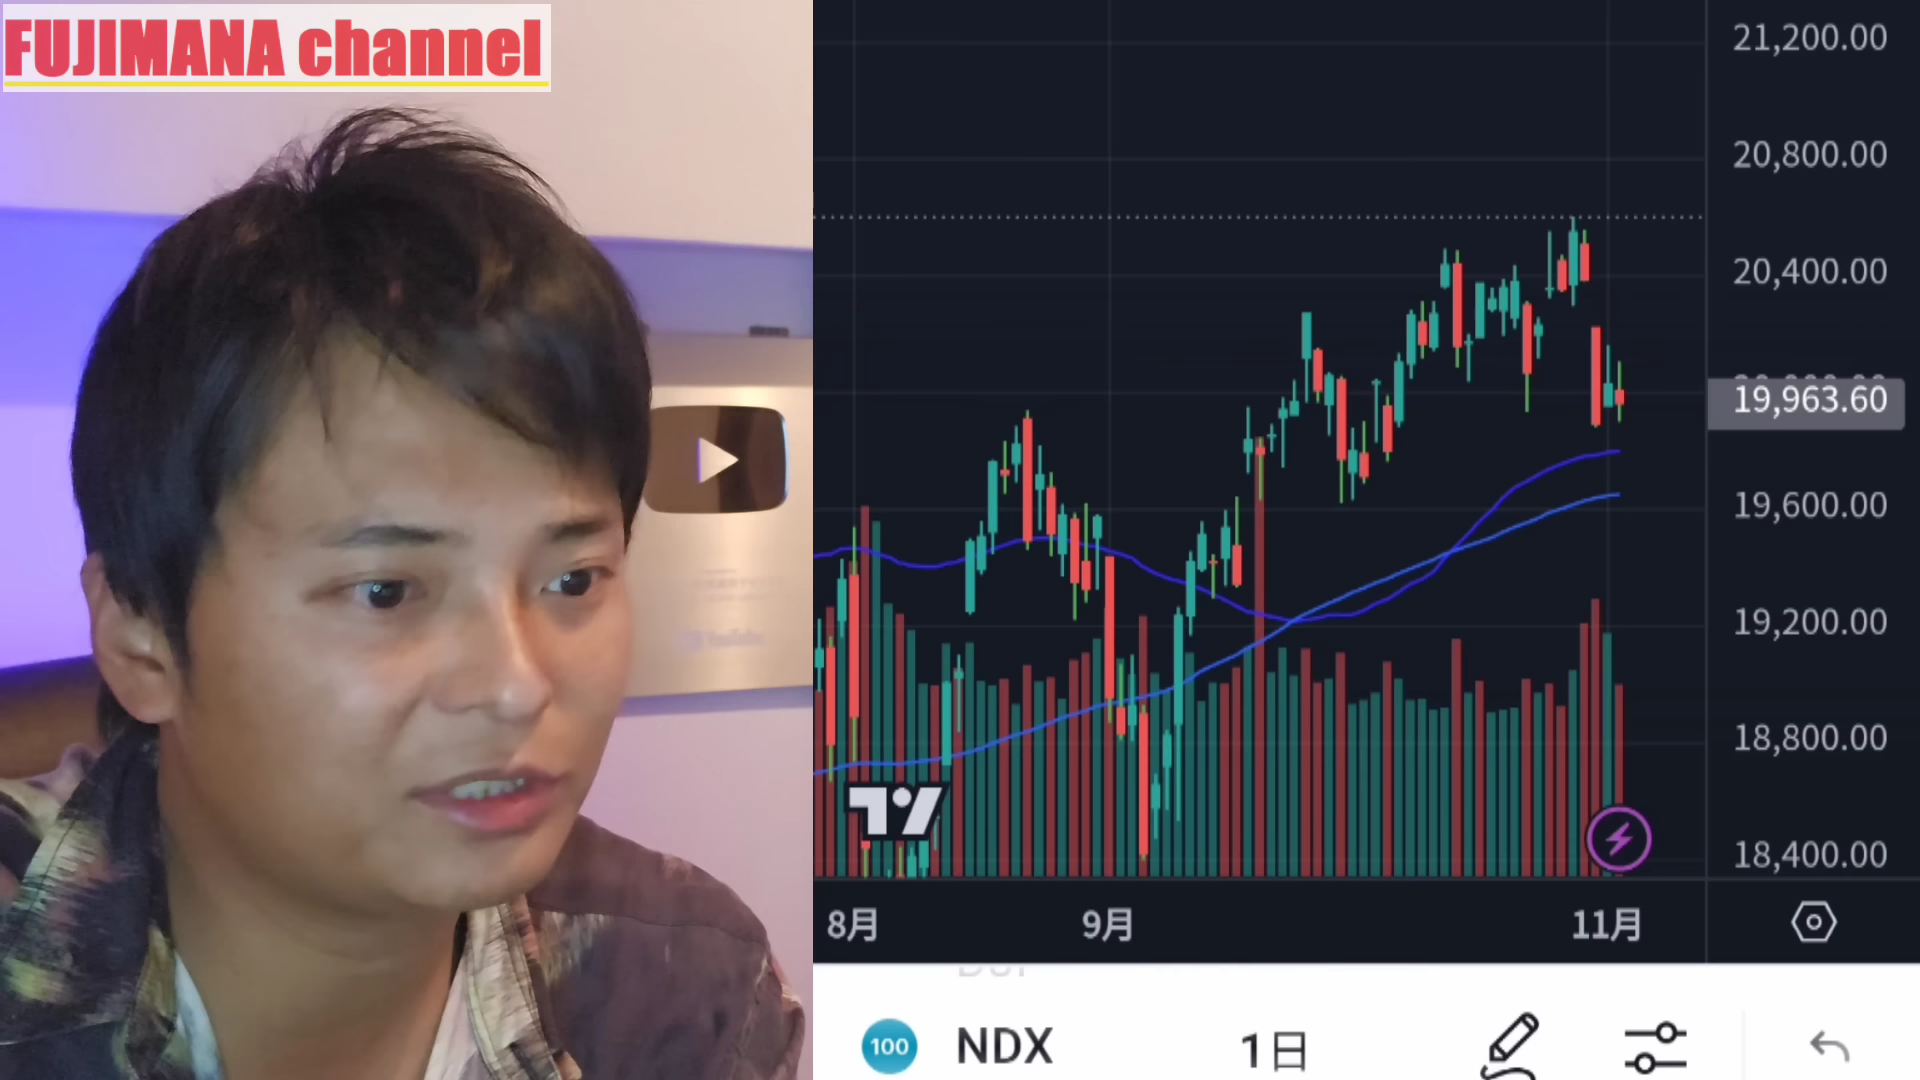 FUJIMANA channel
21,200.00
20,800.00
20,400.00
19,963.60
19,600.00
19,200.00
18,800.00
18,400.00
8月
9月
11月
100
NDX
1日